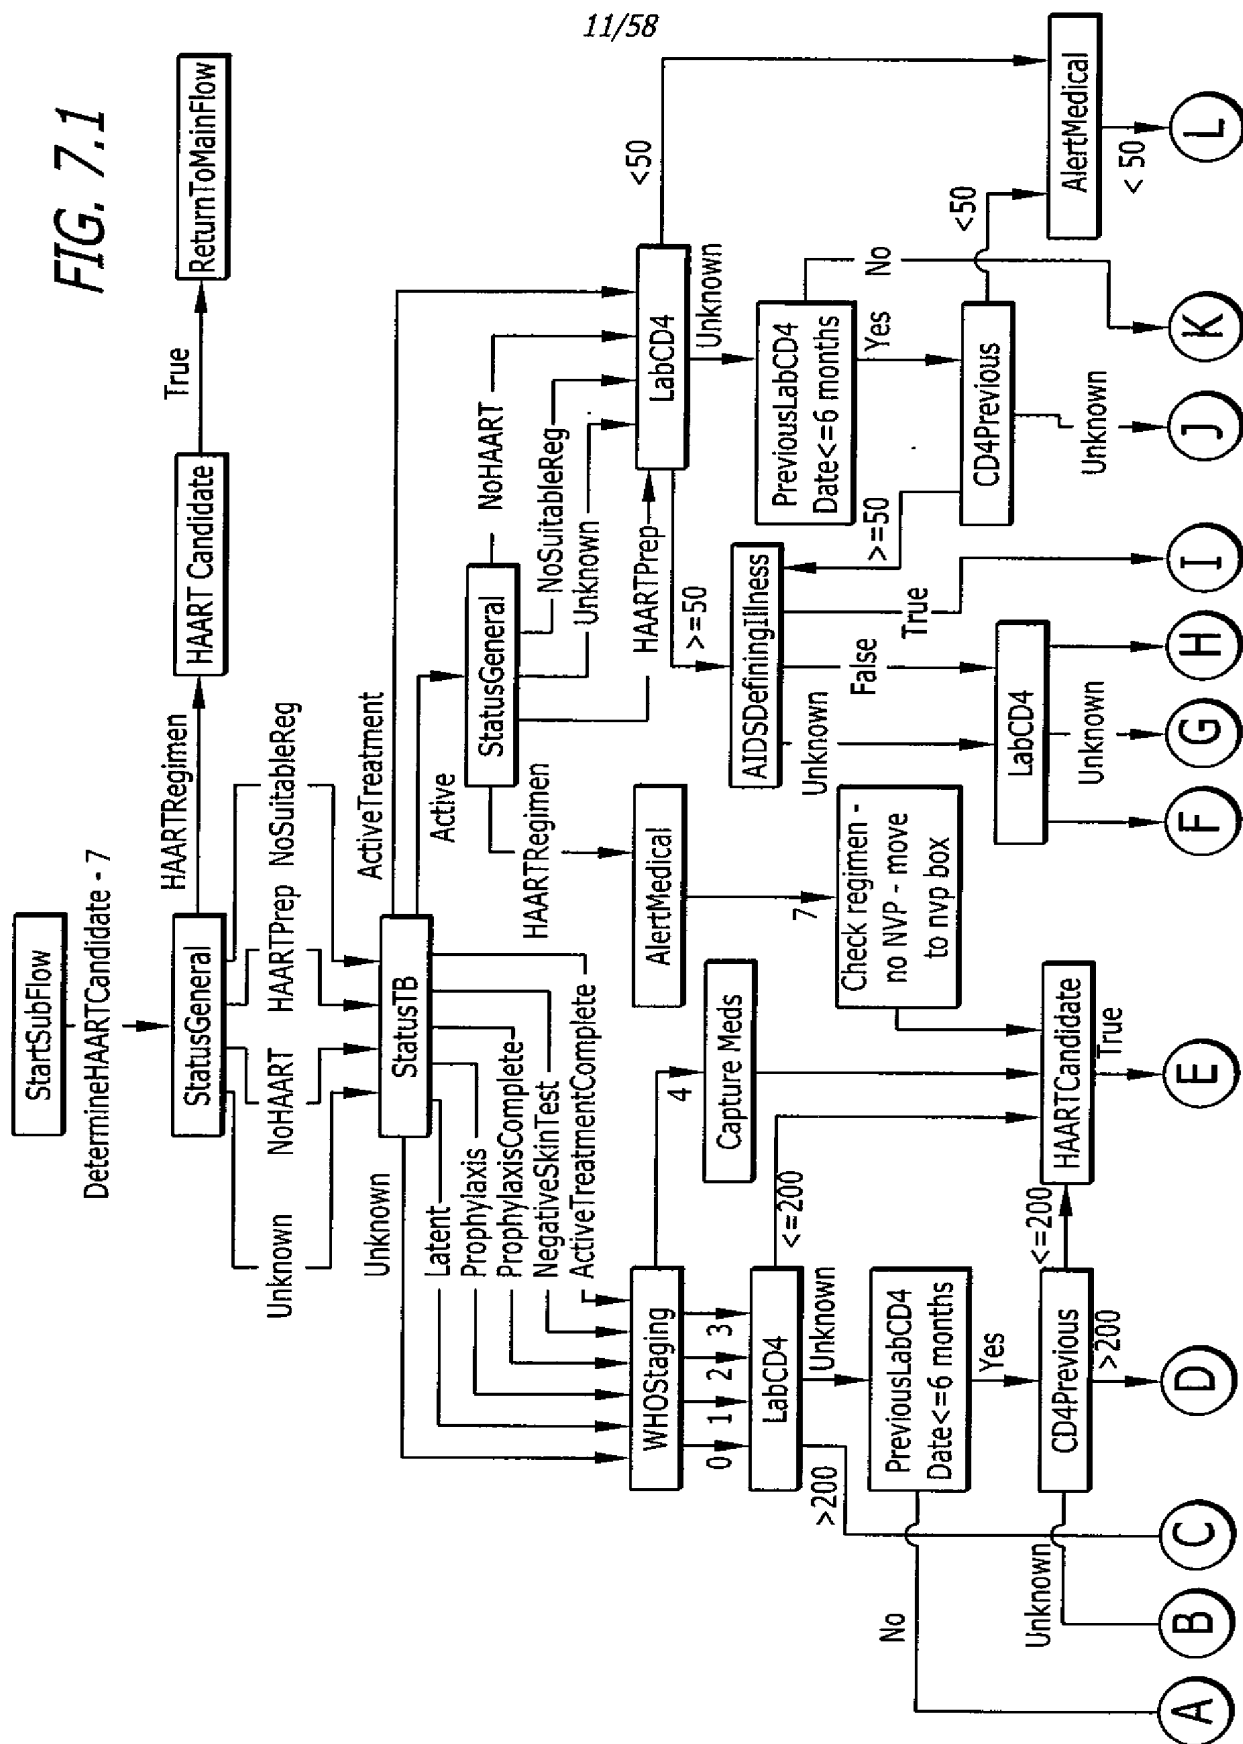 11/58
FIG. 7.1
StartSubFlow
DetermineHAARTCandidate - 7
StatusGeneral
HAARTRegimen
HAART Candidate
True
ReturnToMainFlow
Unknown
NoHAART
HAARTPrep
NoSuitableReg
StatusTB
Unknown
Latent
Prophylaxis
ProphylaxisComplete
NegativeSkinTest
ActiveTreatmentComplete
Active
ActiveTreatment
StatusGeneral
HAARTRegimen
HAARTPrep
Unknown
NoSuitableReg
NoHAART
WHOStaging
0
1
2
3
4
Capture Meds
AlertMedical
7
LabCD4
<50
Unknown
>=50
LabCD4
>200
Unknown
<=200
Check regimen -
no NVP - move
to nvp box
AIDSDefiningIllness
Unknown
False
True
PreviousLabCD4
Date<=6 months
No
Yes
PreviousLabCD4
Date<=6 months
No
Yes
CD4Previous
>=50
Unknown
<50
CD4Previous
Unknown
>200
<=200
HAARTCandidate
True
LabCD4
Unknown
AlertMedical
< 50
A
B
C
D
E
F
G
H
I
J
K
L